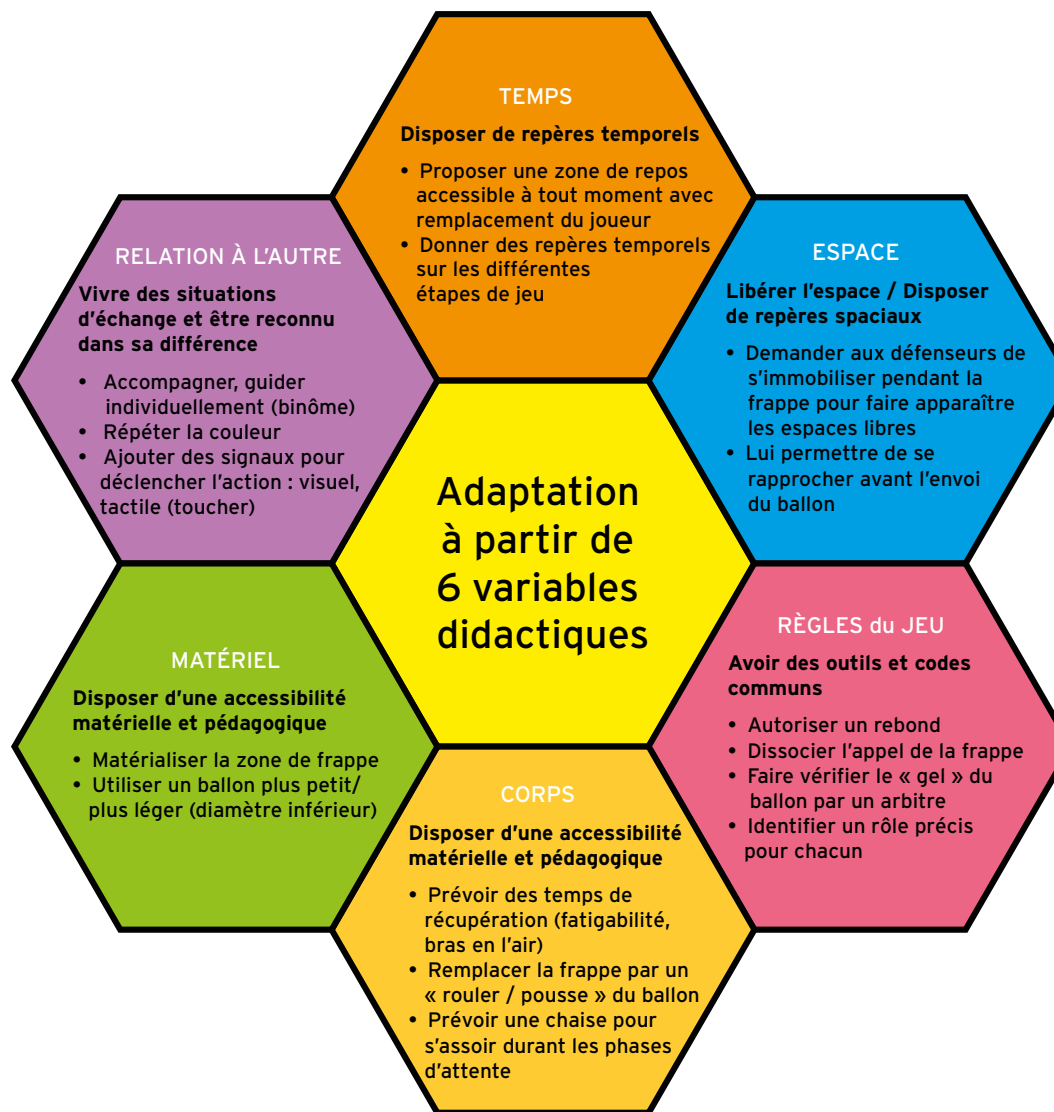 TEMPS
Disposer de repères temporels
• Proposer une zone de repos
accessible à tout moment avec
remplacement du joueur
• Donner des repères temporels
sur les différentes
étapes de jeu
RELATION À L'AUTRE
Vivre des situations
d'échange et être reconnu
dans sa différence
• Accompagner, guider
individuellement (binôme)
• Répéter la couleur
• Ajouter des signaux pour
déclencher l'action : visuel,
tactile (toucher)
ESPACE
Libérer l'espace / Disposer
de repères spaciaux
• Demander aux défenseurs de
s'immobiliser pendant la
frappe pour faire apparaître
les espaces libres
• Lui permettre de se
rapprocher avant l'envoi
du ballon
Adaptation
à partir de
6 variables
didactiques
MATÉRIEL
Disposer d'une accessibilité
matérielle et pédagogique
• Matérialiser la zone de frappe
• Utiliser un ballon plus petit/
plus léger (diamètre inférieur)
RÈGLES du JEU
Avoir des outils et codes
communs
• Autoriser un rebond
• Dissocier l'appel de la frappe
• Faire vérifier le « gel » du
ballon par un arbitre
• Identifier un rôle précis
pour chacun
CORPS
Disposer d'une accessibilité
matérielle et pédagogique
• Prévoir des temps de
récupération (fatigabilité,
bras en l'air)
• Remplacer la frappe par un
« rouler / pousse » du ballon
• Prévoir une chaise pour
s'assoir durant les phases
d'attente